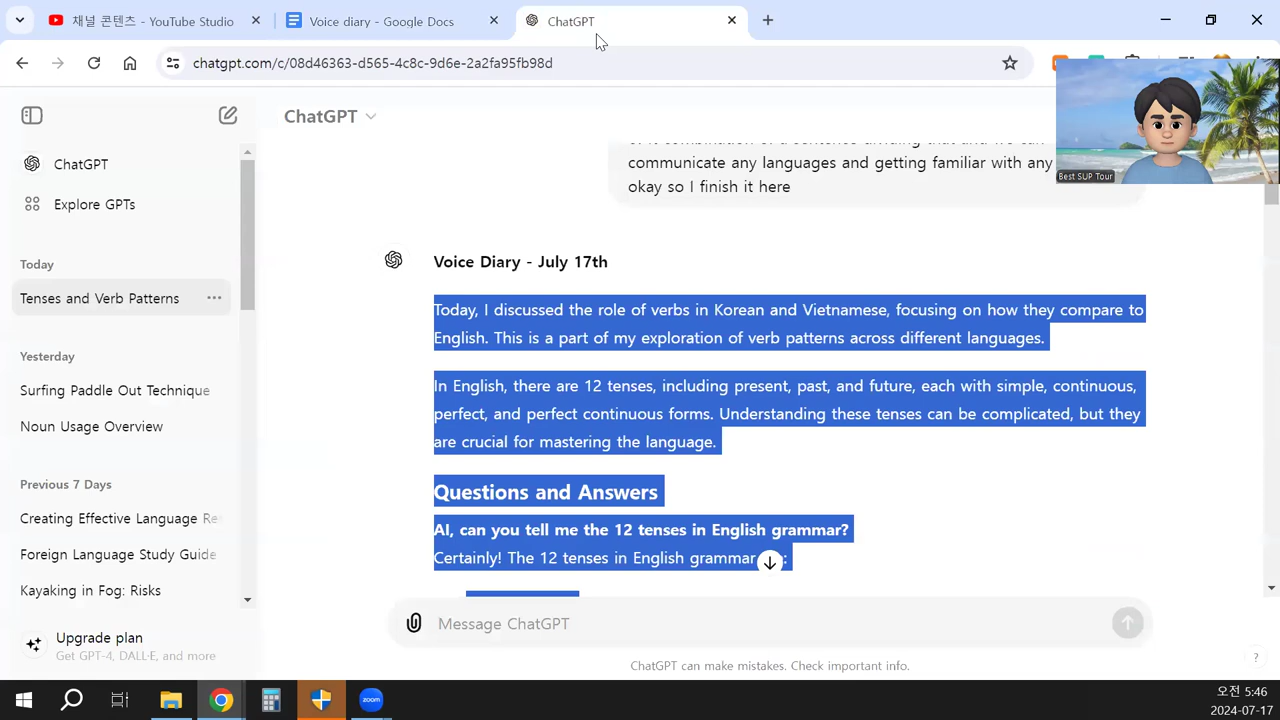 채널 콘텐츠 - YouTube Studio
Voice diary - Google Docs
ChatGPT
chatgpt.com/c/08d46363-d565-4c8c-9d6e-2a2fa95fb98d
ChatGPT
communicate any languages and getting familiar with any
okay so I finish it here
Best SUP Tour
ChatGPT
Explore GPTs
Today
Tenses and Verb Patterns
Yesterday
Surfing Paddle Out Technique
Noun Usage Overview
Previous 7 Days
Creating Effective Language Re
Foreign Language Study Guide
Kayaking in Fog: Risks
Upgrade plan
Get GPT-4, DALL·E, and more
Voice Diary - July 17th
Today, I discussed the role of verbs in Korean and Vietnamese, focusing on how they compare to
English. This is a part of my exploration of verb patterns across different languages.
In English, there are 12 tenses, including present, past, and future, each with simple, continuous,
perfect, and perfect continuous forms. Understanding these tenses can be complicated, but they
are crucial for mastering the language.
Questions and Answers
AI, can you tell me the 12 tenses in English grammar?
Certainly! The 12 tenses in English grammar :
Message ChatGPT
ChatGPT can make mistakes. Check important info.
?
zoom
오전 5:46
2024-07-17